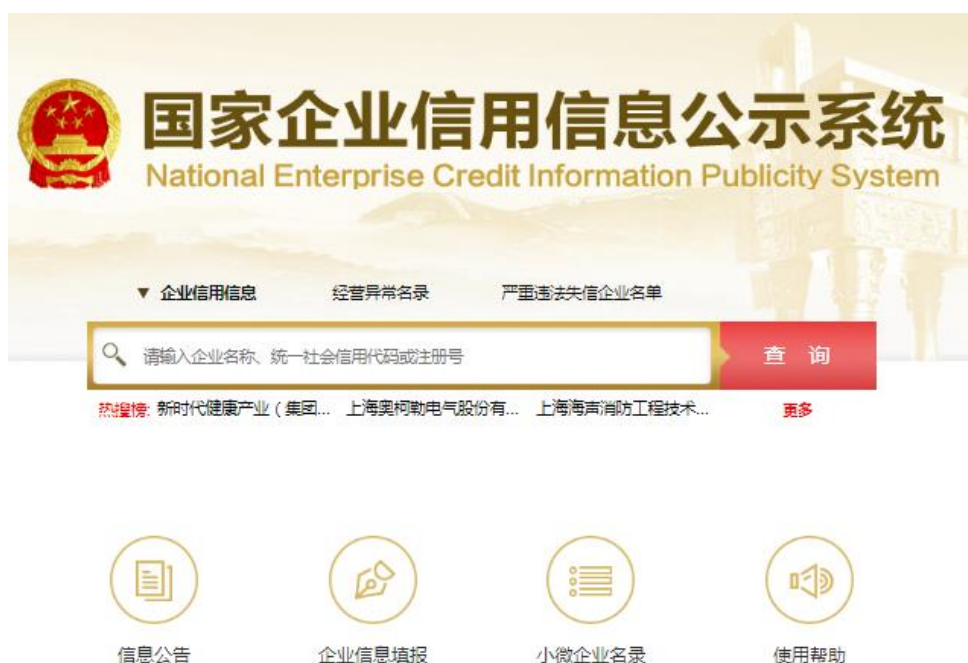 国家企业信用信息公示系统
National Enterprise Credit Information Publicity System
▼ 企业信用信息 经营异常名录 严重违法失信企业名单
请输入企业名称、统一社会信用代码或注册号 查 询
热搜榜: 新时代健康产业（集团... 上海奥柯勒电气股份有... 上海海声消防工程技术... 更多
信息公告 企业信息填报 小微企业名录 使用帮助